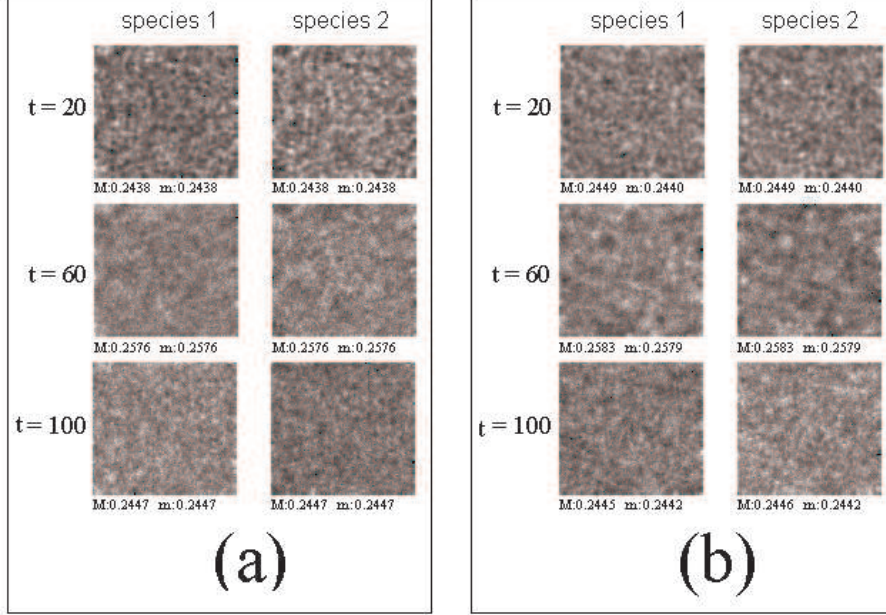 species 1 species 2
t = 20
M:0.2438 m:0.2438 M:0.2438 m:0.2438
t = 60
M:0.2576 m:0.2576 M:0.2576 m:0.2576
t = 100
M:0.2447 m:0.2447 M:0.2447 m:0.2447
(a)
species 1 species 2
t = 20
M:0.2449 m:0.2440 M:0.2449 m:0.2440
t = 60
M:0.2583 m:0.2579 M:0.2583 m:0.2579
t = 100
M:0.2445 m:0.2442 M:0.2446 m:0.2442
(b)